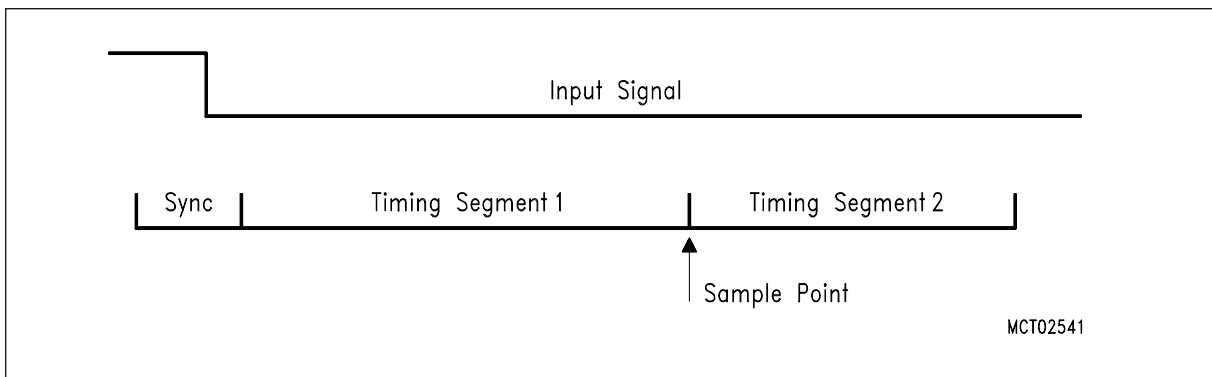 Input Signal
Sync Timing Segment 1 Timing Segment 2
Sample Point
MCT02541